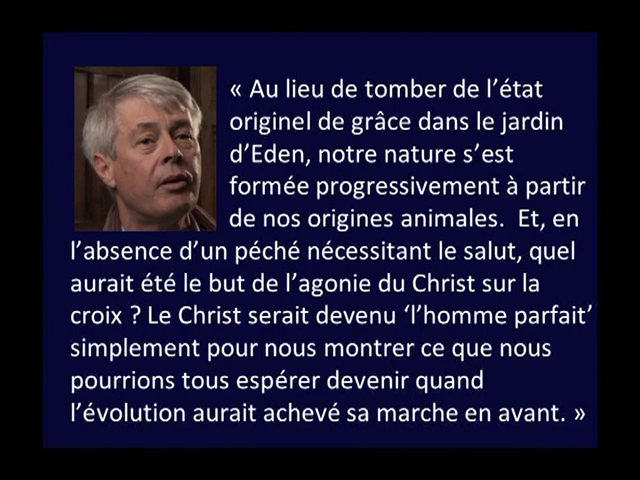 « Au lieu de tomber de l’état
originel de grâce dans le jardin
d’Eden, notre nature s’est
formée progressivement à partir
de nos origines animales.  Et, en
l’absence d’un péché nécessitant le salut, quel
aurait été le but de l’agonie du Christ sur la
croix ? Le Christ serait devenu ‘l’homme parfait’
simplement pour nous montrer ce que nous
pourrions tous espérer devenir quand
l’évolution aurait achevé sa marche en avant. »